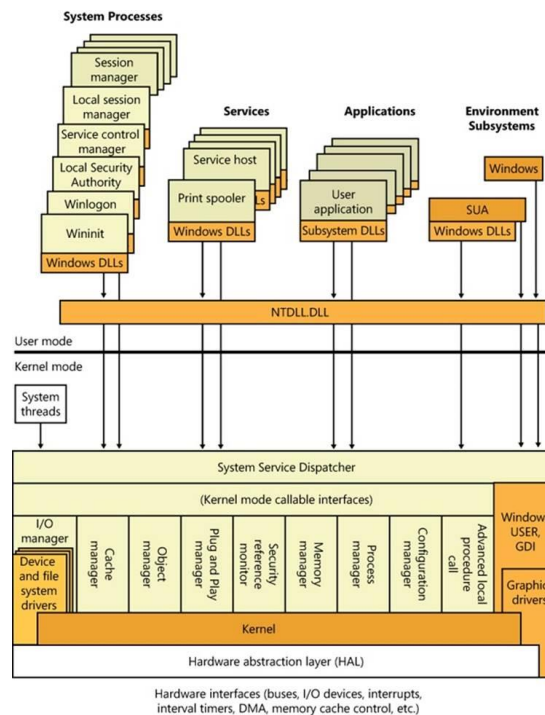 System Processes
Session
manager
Local session
manager
Service control
manager
Local Security
Authority
Winlogon
Wininit
Windows DLLs
Services
Service host
Print spooler
Windows DLLs
Applications
User
application
Subsystem DLLs
Environment
Subsystems
Windows
SUA
Windows DLLs
NTDLL.DLL
User mode
Kernel mode
System
threads
System Service Dispatcher
(Kernel mode callable interfaces)
I/O
manager
Device
and file
system
drivers
Cache
manager
Object
manager
Plug and Play
manager
Security
reference
monitor
Memory
manager
Process
manager
Configuration
manager
Advanced local
procedure
call
Window
USER,
GDI
Graphic
drivers
Kernel
Hardware abstraction layer (HAL)
Hardware interfaces (buses, I/O devices, interrupts,
interval timers, DMA, memory cache control, etc.)